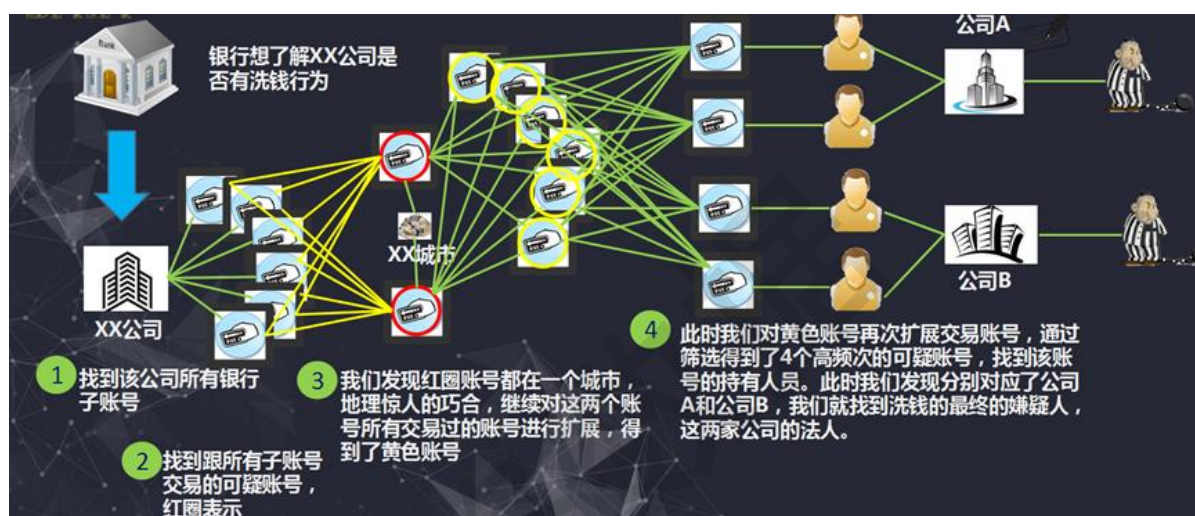 Bank
银行想了解XX公司是
否有洗钱行为
公司A
XX城市
XX公司
公司B
1
找到该公司所有银行
子账号
2
找到跟所有子账号
交易的可疑账号，
红圈表示
3
我们发现红圈账号都在一个城市，
地理惊人的巧合，继续对这两个账
号所有交易过的账号进行扩展，得
到了黄色账号
4
此时我们对黄色账号再次扩展交易账号，通过
筛选得到了4个高频次的可疑账号，找到该账
号的持有人员。此时我们发现分别对应了公司
A和公司B，我们就找到洗钱的最终的嫌疑人，
这两家公司的法人。